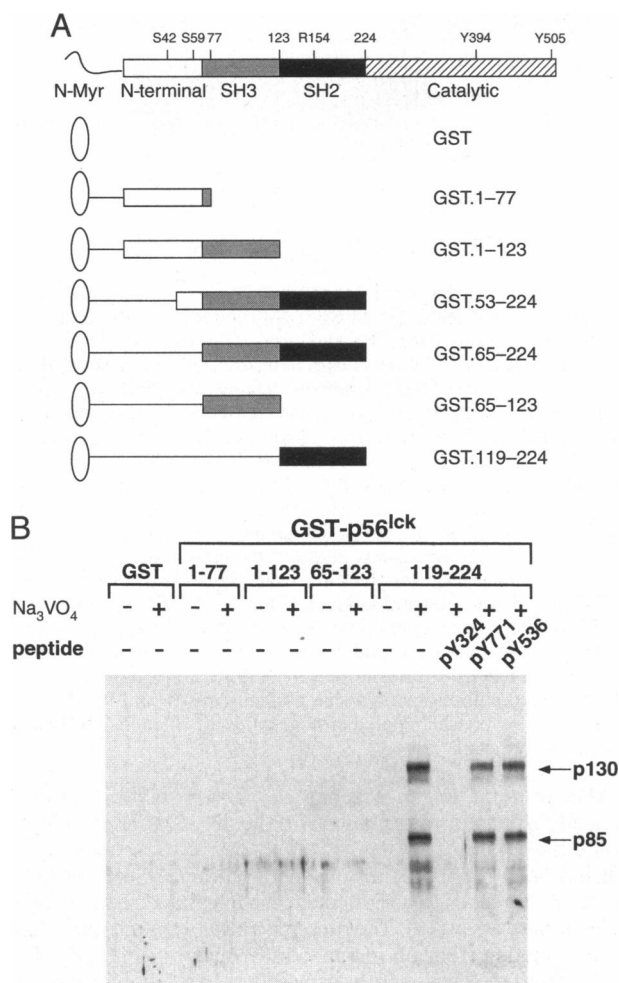 A
S42 S59 77 123 R154 224 Y394 Y505
N-Myr N-terminal SH3 SH2 Catalytic
GST
GST.1–77
GST.1–123
GST.53–224
GST.65–224
GST.65–123
GST.119–224
B
GST-p56lck
GST 1-77 1-123 65-123 119-224
Na3VO4 - + - + - + - + - + + + +
peptide - - - - - - - - - - pY324 pY771 pY536
p130
p85